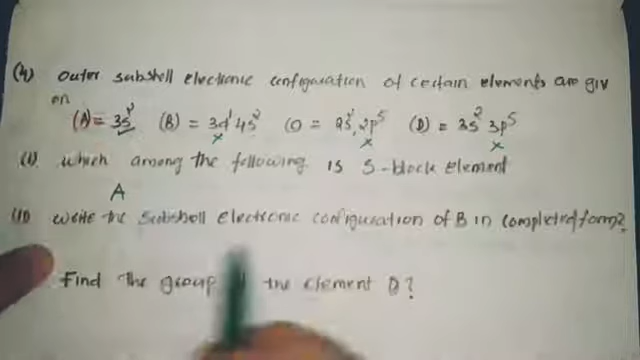 (4) Outer subshell electronic configuration of certain elements are giv
en
(A) = 3s¹ (B) = 3d¹ 4s² (C) = 2s² 2p⁵ (D) = 3s² 3p⁵
x x x
(i). which among the following is S-block Element
A
(ii) write the subshell electronic configuration of B in completed form?
Find the group the element D?